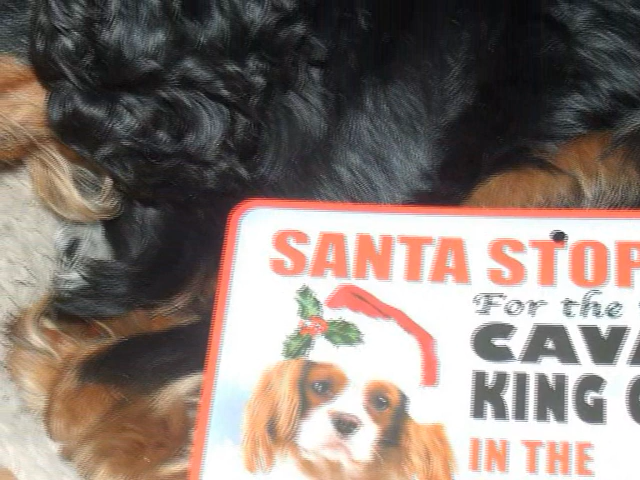 SANTA STOP
For the
CAVA
KING
IN THE